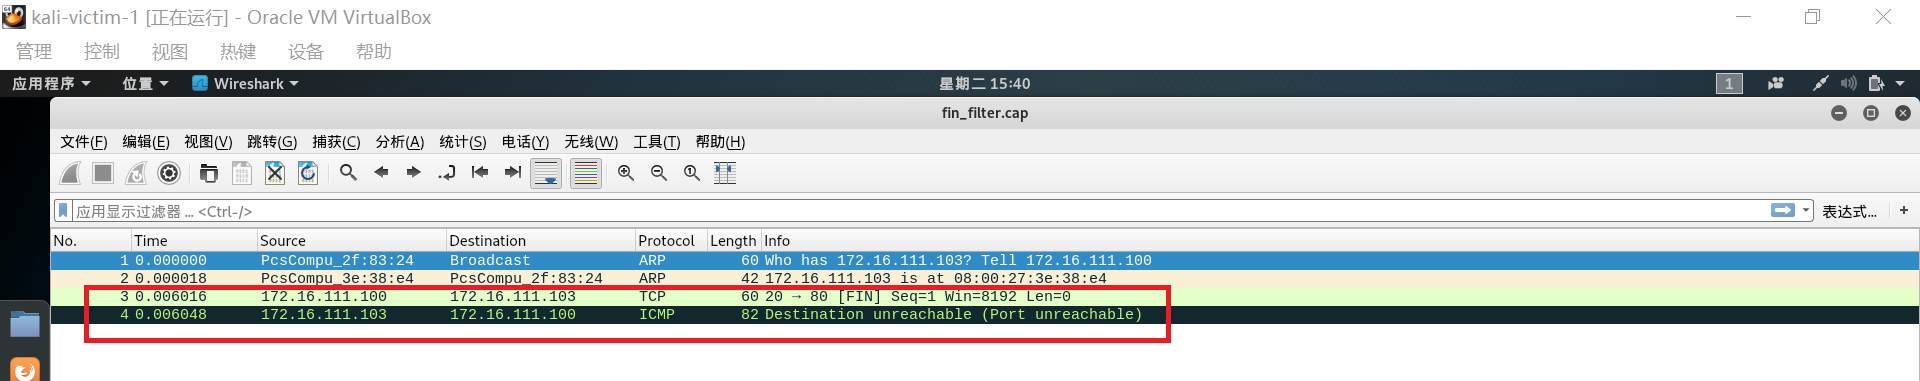 kali-victim-1 [正在运行] - Oracle VM VirtualBox
管理 控制 视图 热键 设备 帮助
应用程序 位置 Wireshark 星期二 15:40 1
fin_filter.cap
文件(F) 编辑(E) 视图(V) 跳转(G) 捕获(C) 分析(A) 统计(S) 电话(Y) 无线(W) 工具(T) 帮助(H)
应用显示过滤器 … <Ctrl-/> 表达式… +
No. Time Source Destination Protocol Length Info
1 0.000000 PcsCompu_2f:83:24 Broadcast ARP 60 Who has 172.16.111.103? Tell 172.16.111.100
2 0.000018 PcsCompu_3e:38:e4 PcsCompu_2f:83:24 ARP 42 172.16.111.103 is at 08:00:27:3e:38:e4
3 0.006016 172.16.111.100 172.16.111.103 TCP 60 20 → 80 [FIN] Seq=1 Win=8192 Len=0
4 0.006048 172.16.111.103 172.16.111.100 ICMP 82 Destination unreachable (Port unreachable)